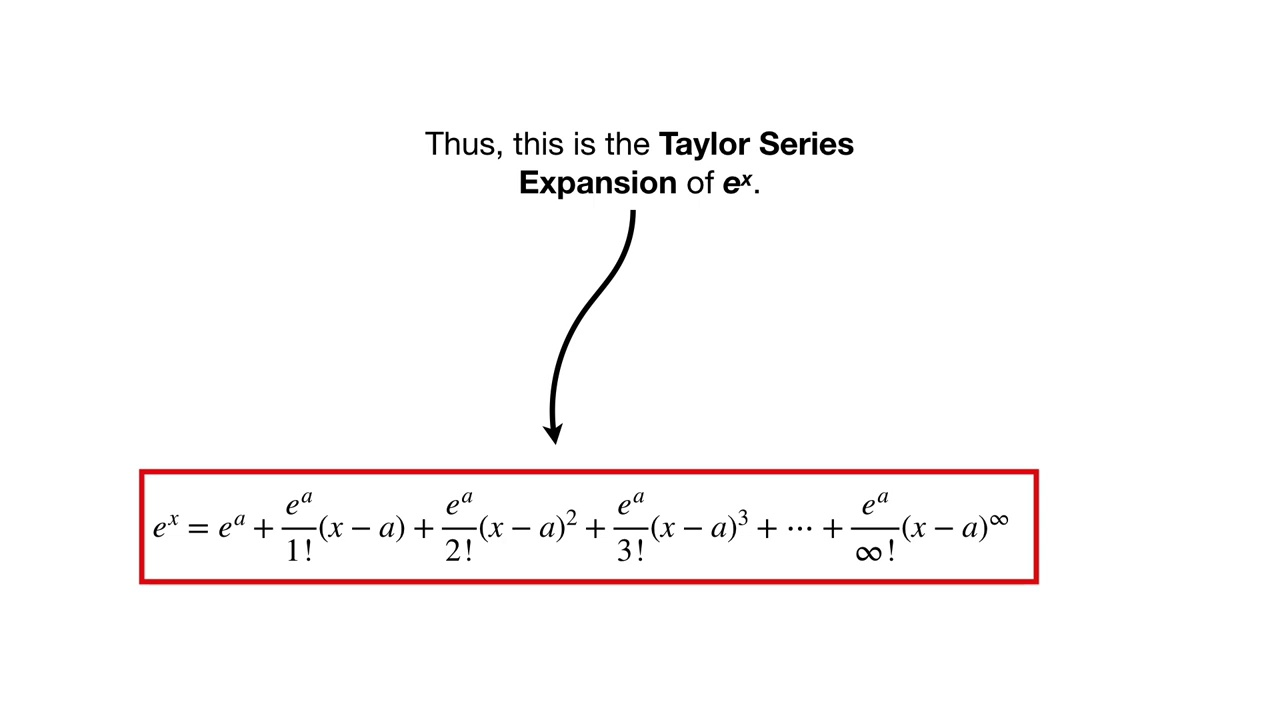 Thus, this is the Taylor Series
Expansion of eˣ.
eˣ = eᵃ + eᵃ/1! (x − a) + eᵃ/2! (x − a)² + eᵃ/3! (x − a)³ + ⋯ + eᵃ/∞! (x − a)^∞